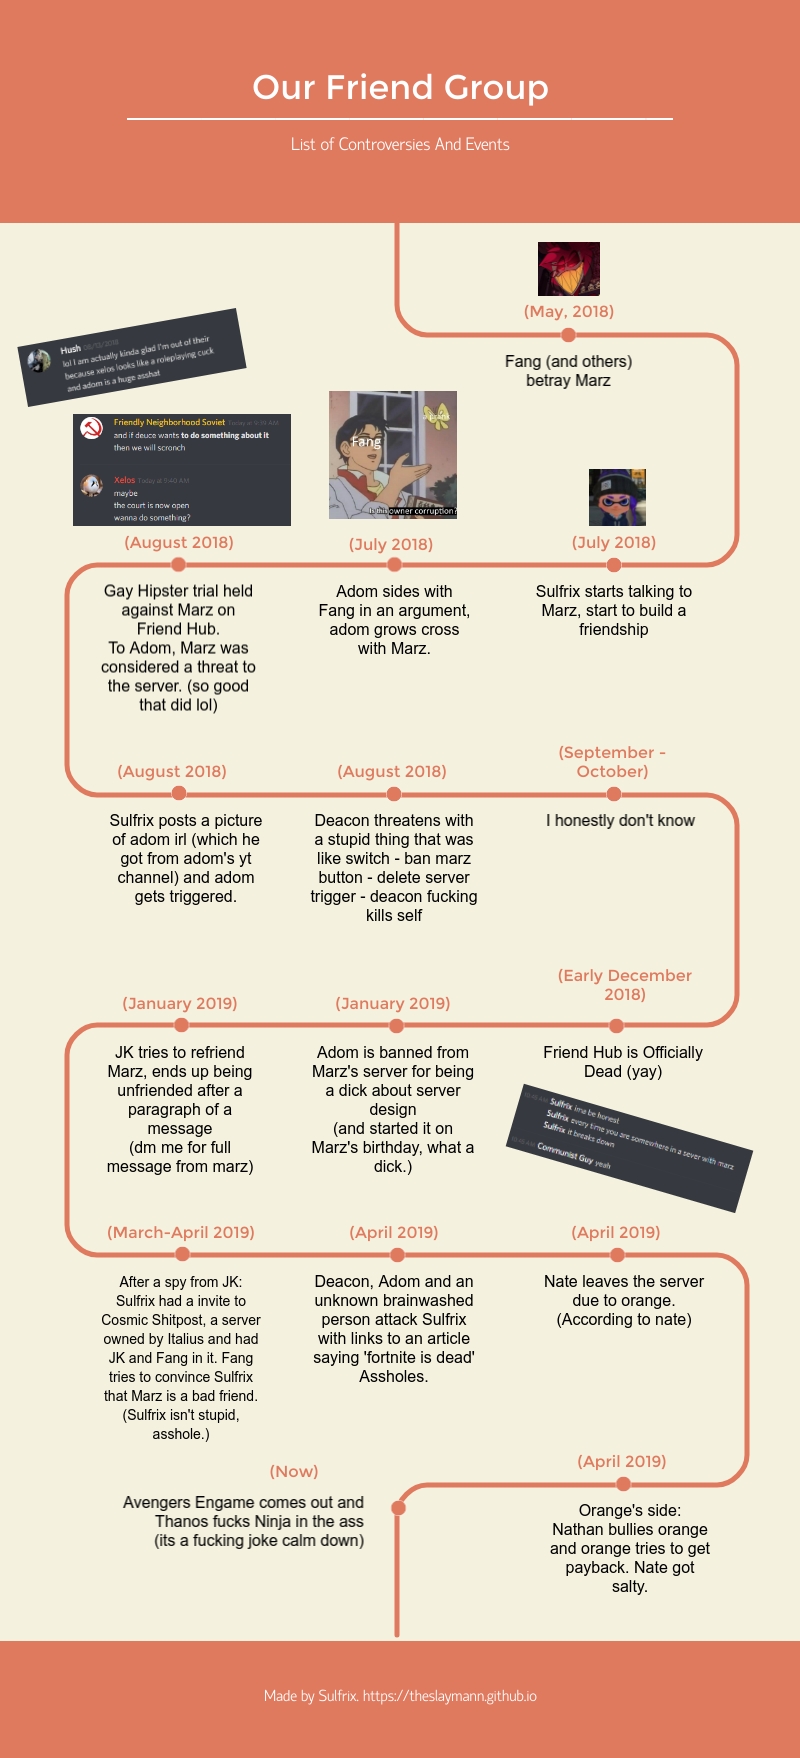 Our Friend Group
List of Controversies And Events
(May, 2018)
Fang (and others)
betray Marz
(July 2018)
Sulfrix starts talking to
Marz, start to build a
friendship
Fang
Is this owner corruption?
(July 2018)
Adom sides with
Fang in an argument,
adom grows cross
with Marz.
Hush 08/12/2018
lol I am actually kinda glad I'm out of their
because xelos looks like a roleplaying cuck
and adom is a huge asshat
Friendly Neighborhood Soviet Today at 9:39 AM
and if deuce wants to do something about it
then we will scronch
Xelos Today at 9:40 AM
maybe
the court is now open
wanna do something?
(August 2018)
Gay Hipster trial held
against Marz on
Friend Hub.
To Adom, Marz was
considered a threat to
the server. (so good
that did lol)
(August 2018)
Sulfrix posts a picture
of adom irl (which he
got from adom's yt
channel) and adom
gets triggered.
(August 2018)
Deacon threatens with
a stupid thing that was
like switch - ban marz
button - delete server
trigger - deacon fucking
kills self
(September -
October)
I honestly don't know
(Early December
2018)
Friend Hub is Officially
Dead (yay)
Sulfrix ima be honest
Sulfrix every time you are somewhere in a sever with marz
Sulfrix it breaks down
Communist Guy yeah
(January 2019)
Adom is banned from
Marz's server for being
a dick about server
design
(and started it on
Marz's birthday, what a
dick.)
(January 2019)
JK tries to refriend
Marz, ends up being
unfriended after a
paragraph of a
message
(dm me for full
message from marz)
(March-April 2019)
After a spy from JK:
Sulfrix had a invite to
Cosmic Shitpost, a server
owned by Italius and had
JK and Fang in it. Fang
tries to convince Sulfrix
that Marz is a bad friend.
(Sulfrix isn't stupid,
asshole.)
(April 2019)
Deacon, Adom and an
unknown brainwashed
person attack Sulfrix
with links to an article
saying 'fortnite is dead'
Assholes.
(April 2019)
Nate leaves the server
due to orange.
(According to nate)
(April 2019)
Orange's side:
Nathan bullies orange
and orange tries to get
payback. Nate got
salty.
(Now)
Avengers Engame comes out and
Thanos fucks Ninja in the ass
(its a fucking joke calm down)
Made by Sulfrix. https://theslaymann.github.io